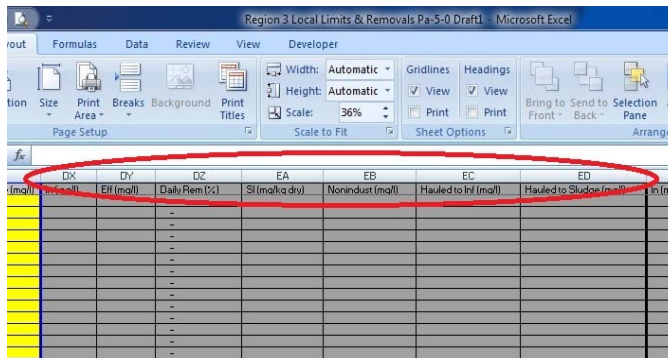 Region 3 Local Limits & Removals Pa-5-0 Draft1 - Microsoft Excel
yout Formulas Data Review View Developer
Width: Automatic Gridlines Headings
Height: Automatic View View
Size Print Area Breaks Background Print Titles Scale: 36% Print Print Bring to Front Send to Back Selection Pane
Page Setup Scale to Fit Sheet Options Arrang
fx
DX DY DZ EA EB EC ED
(mg/l) Eff (mg/l) Daily Rem (%) Sl (mg/kg dry) Nonindust (mg/l) Hauled to Inf (mg/l) Hauled to Sludge (mg/l)
-
-
-
-
-
-
-
-
-
-
-
-
-